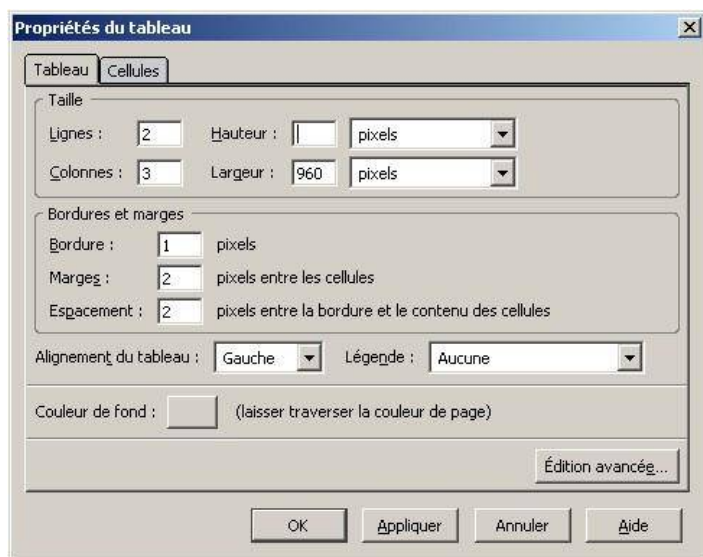 Propriétés du tableau
Tableau Cellules
Taille
Lignes : 2 Hauteur : pixels
Colonnes : 3 Largeur : 960 pixels
Bordures et marges
Bordure : 1 pixels
Marges : 2 pixels entre les cellules
Espacement : 2 pixels entre la bordure et le contenu des cellules
Alignement du tableau : Gauche Légende : Aucune
Couleur de fond : (laisser traverser la couleur de page)
Édition avancée...
OK Appliquer Annuler Aide